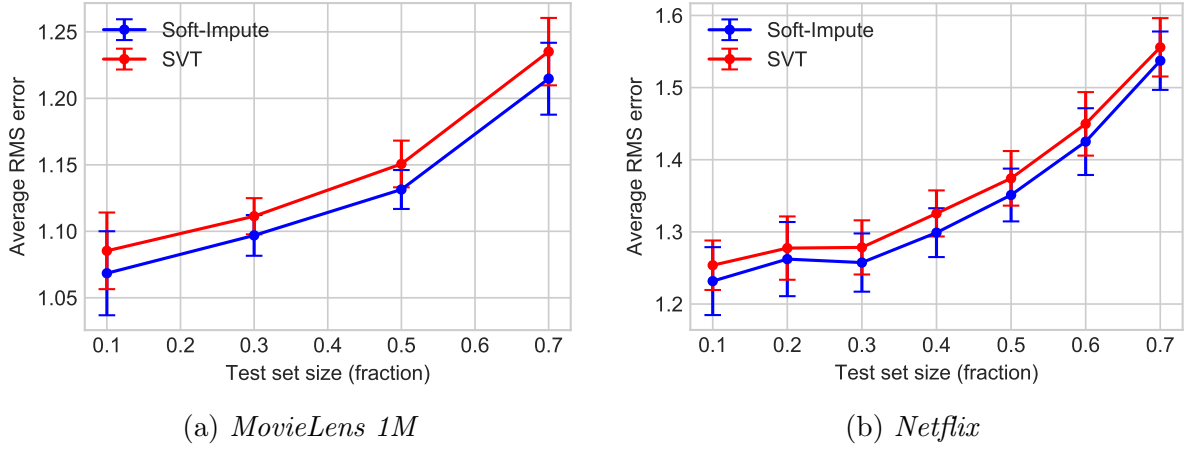 1.25
1.20
1.15
1.10
1.05
Average RMS error
Soft-Impute
SVT
0.1 0.2 0.3 0.4 0.5 0.6 0.7
Test set size (fraction)
(a) MovieLens 1M
1.6
1.5
1.4
1.3
1.2
Average RMS error
Soft-Impute
SVT
0.1 0.2 0.3 0.4 0.5 0.6 0.7
Test set size (fraction)
(b) Netflix